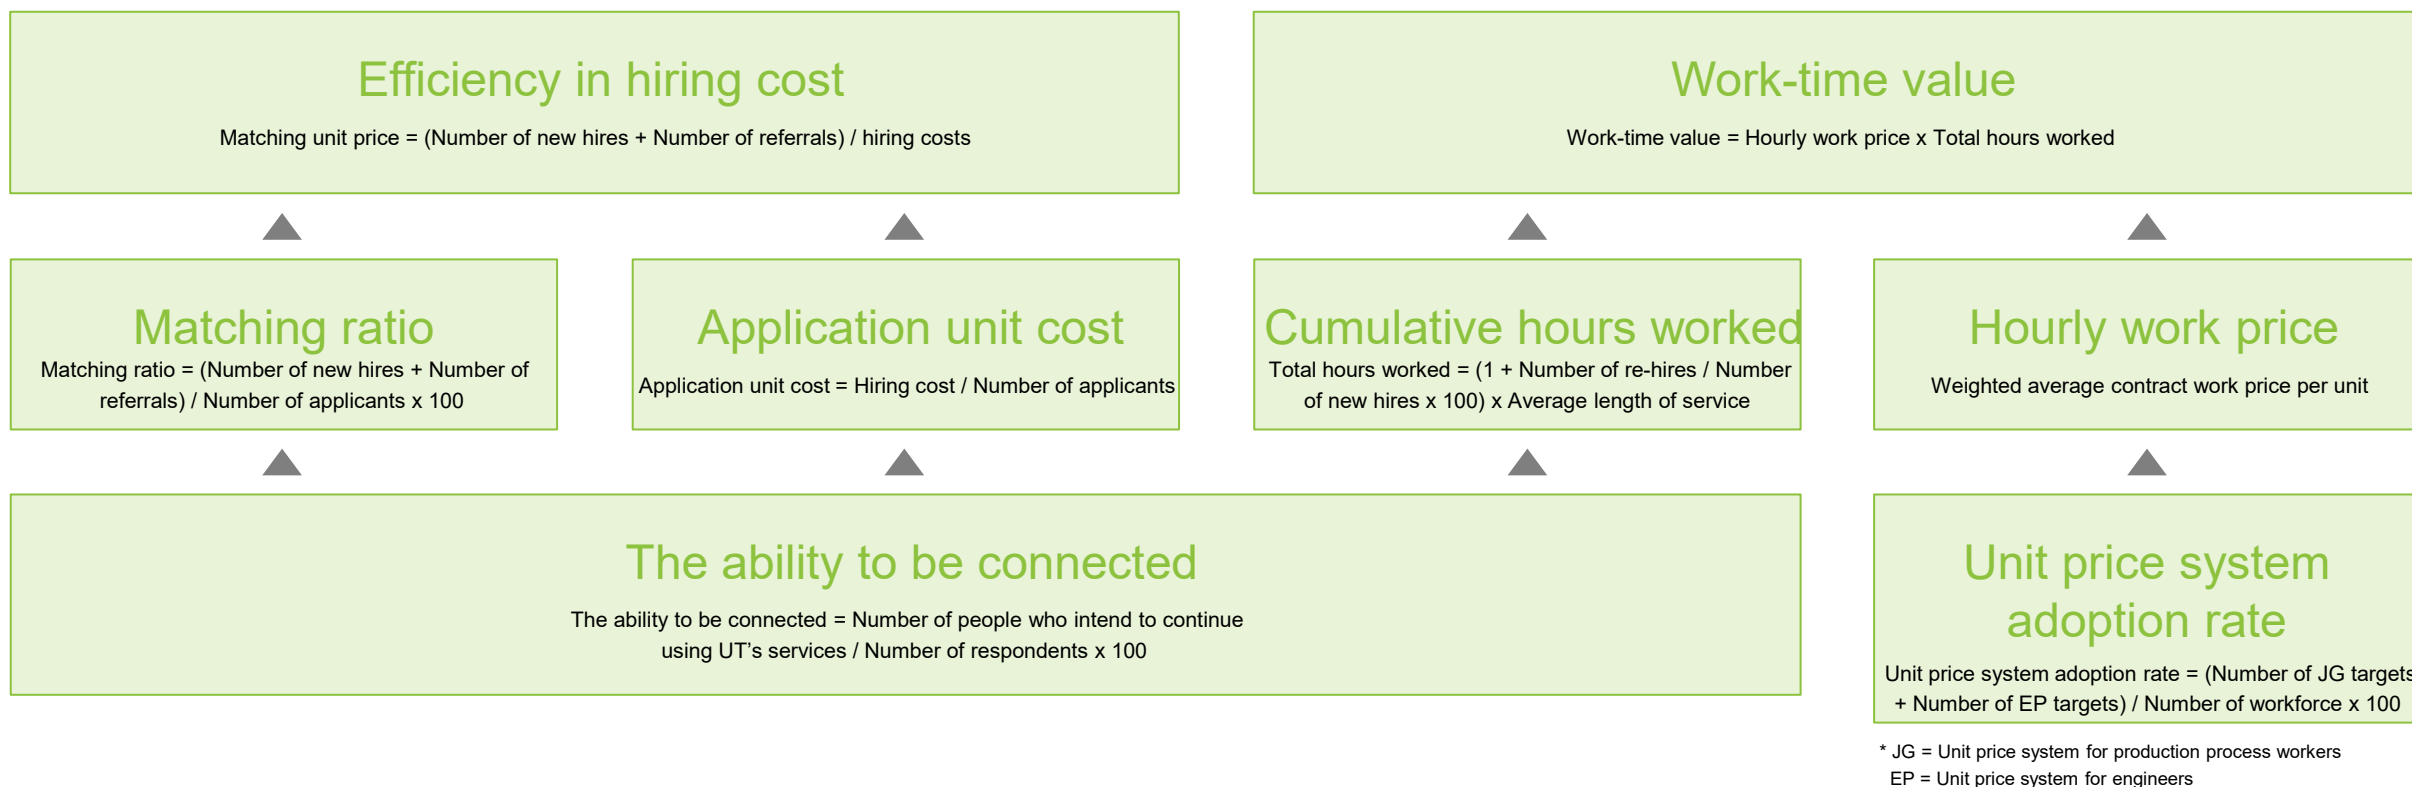 Efficiency in hiring cost
Matching unit price = (Number of new hires + Number of referrals) / hiring costs
Work-time value
Work-time value = Hourly work price x Total hours worked
Matching ratio
Matching ratio = (Number of new hires + Number of
referrals) / Number of applicants x 100
Application unit cost
Application unit cost = Hiring cost / Number of applicants
Cumulative hours worked
Total hours worked = (1 + Number of re-hires / Number
of new hires x 100) x Average length of service
Hourly work price
Weighted average contract work price per unit
The ability to be connected
The ability to be connected = Number of people who intend to continue
using UT’s services / Number of respondents x 100
Unit price system
adoption rate
Unit price system adoption rate = (Number of JG targets
+ Number of EP targets) / Number of workforce x 100
* JG = Unit price system for production process workers
EP = Unit price system for engineers